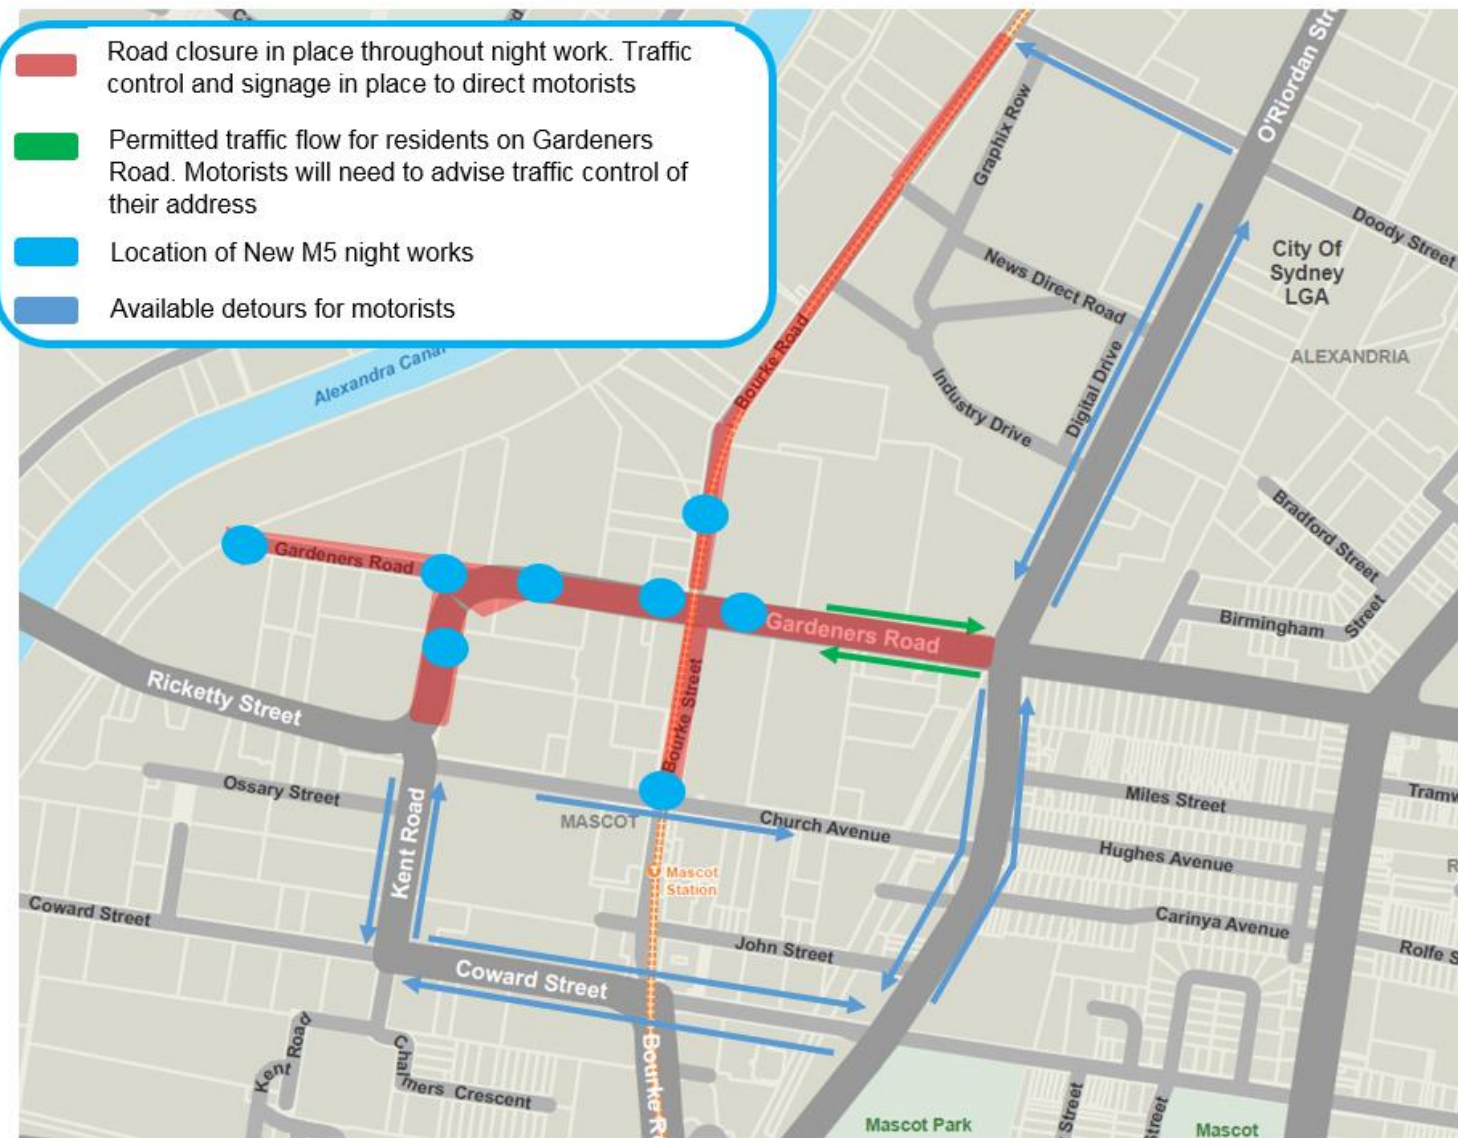 Road closure in place throughout night work. Traffic
control and signage in place to direct motorists
Permitted traffic flow for residents on Gardeners
Road. Motorists will need to advise traffic control of
their address
Location of New M5 night works
Available detours for motorists
O'Riordan Str
Graphix Row
Doody Street
City Of
Sydney
LGA
News Direct Road
ALEXANDRIA
Alexandra Canal
Bourke Road
Digital Drive
Industry Drive
Bradford Street
Gardeners Road
Gardeners Road
Birmingham
Street
Ricketty Street
Bourke Street
Ossary Street
Kent Road
MASCOT
Church Avenue
Miles Street
Tramw
Hughes Avenue
R
Mascot
Station
Coward Street
Carinya Avenue
John Street
Rolfe S
Coward Street
Kent Road
Chalmers Crescent
Bourke R
Mascot Park
Street
Street
Mascot